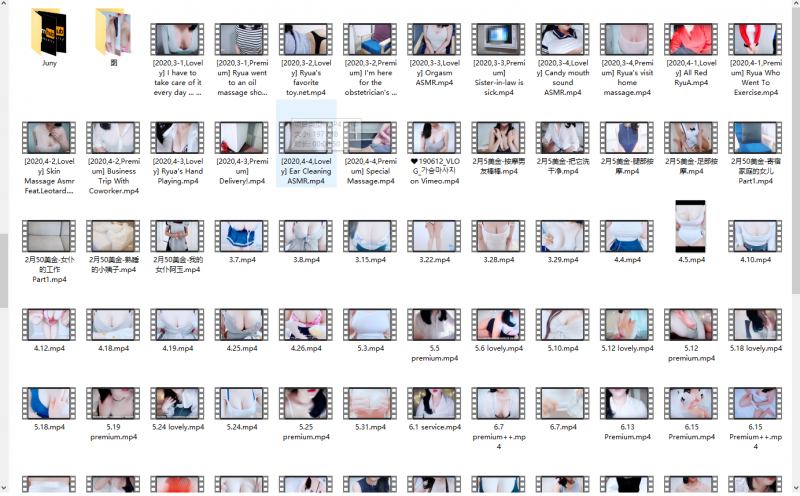 Juny
图
[2020,3-1,Lovely] I have to take care of it every day ... ...
[2020,3-1,Premium] Ryua went to an oil massage sho...
[2020,3-2,Lovely] Ryua's favorite toy.net.mp4
[2020,3-2,Premium] I'm here for the obstetrician's ...
[2020,3-3,Lovely] Orgasm ASMR.mp4
[2020,3-3,Premium] Sister-in-law is sick.mp4
[2020,3-4,Lovely] Candy mouth sound ASMR.mp4
[2020,3-4,Premium] Ryua's visit home massage.mp4
[2020,4-1,Lovely] All Red RyuA.mp4
[2020,4-1,Premium] Ryua Who Went To Exercise.mp4
[2020,4-2,Lovely] Skin Massage Asmr Feat.Leotard....
[2020,4-2,Premium] Business Trip With Coworker.mp4
[2020,4-3,Lovely] Ryua's Hand Playing.mp4
[2020,4-3,Premium] Delivery!.mp4
[2020,4-4,Lovely] Ear Cleaning ASMR.mp4
[2020,4-4,Premium] Special Massage.mp4
♥190612_VLOG_가슴마사지 on Vimeo.mp4
2月5美金-按摩男友棒棒.mp4
2月5美金-把它洗干净.mp4
2月5美金-腿部按摩.mp4
2月5美金-足部按摩.mp4
2月50美金-寄宿家庭的女儿 Part1.mp4
2月50美金-女仆的工作 Part1.mp4
2月50美金-熟睡的小姨子.mp4
2月50美金-我的女仆阿玉.mp4
3.7.mp4
3.8.mp4
3.15.mp4
3.22.mp4
3.28.mp4
3.29.mp4
4.4.mp4
4.5.mp4
4.10.mp4
4.12.mp4
4.18.mp4
4.19.mp4
4.25.mp4
4.26.mp4
5.3.mp4
5.5 premium.mp4
5.6 lovely.mp4
5.10.mp4
5.12 lovely.mp4
5.12 premium.mp4
5.18 lovely.mp4
5.18.mp4
5.19 premium.mp4
5.24 lovely.mp4
5.24.mp4
5.25 premium.mp4
5.31.mp4
6.1 service.mp4
6.7 premium++.mp4
6.7.mp4
6.13 Premium.mp4
6.15 Premium.mp4
6.15 Premium++.mp4